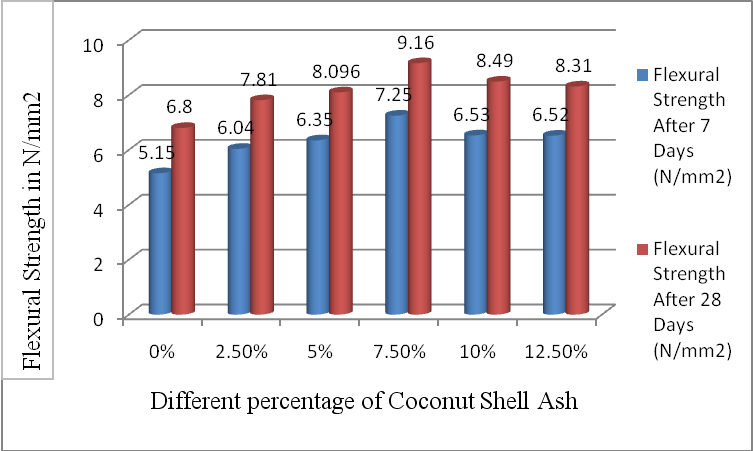 Flexural Strength in N/mm2
10
8
6
4
2
0
5.15
6.8
6.04
7.81
6.35
8.096
7.25
9.16
6.53
8.49
6.52
8.31
0%
2.50%
5%
7.50%
10%
12.50%
Different percentage of Coconut Shell Ash
Flexural
Strength
After 7
Days
(N/mm2)
Flexural
Strength
After 28
Days
(N/mm2)